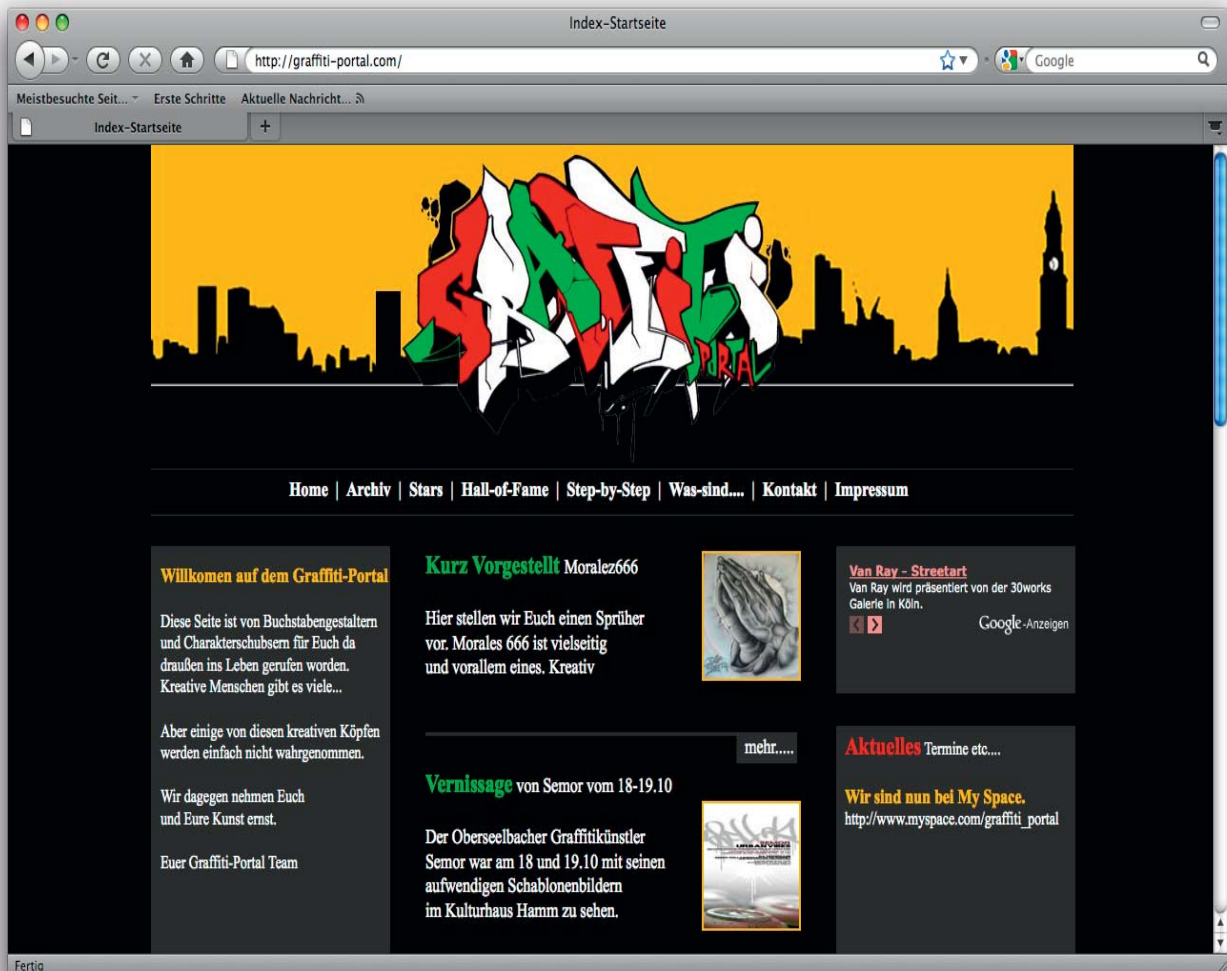 Index-Startseite
http://graffiti-portal.com/
Google
Meistbesuchte Seit...
Erste Schritte
Aktuelle Nachricht...
Index-Startseite
+
GRAFFiTi
PORTAL
Home | Archiv | Stars | Hall-of-Fame | Step-by-Step | Was-sind.... | Kontakt | Impressum
Willkomen auf dem Graffiti-Portal
Diese Seite ist von Buchstabengestaltern
und Charakterschubsern für Euch da
draußen ins Leben gerufen worden.
Kreative Menschen gibt es viele...
Aber einige von diesen kreativen Köpfen
werden einfach nicht wahrgenommen.
Wir dagegen nehmen Euch
und Eure Kunst ernst.
Euer Graffiti-Portal Team
Kurz Vorgestellt Moralez666
Hier stellen wir Euch einen Sprüher
vor. Morales 666 ist vielseitig
und vorallem eines. Kreativ
mehr.....
Vernissage von Semor vom 18-19.10
Der Oberseelbacher Graffitikünstler
Semor war am 18 und 19.10 mit seinen
aufwendigen Schablonenbildern
im Kulturhaus Hamm zu sehen.
SEMOR
URBAN VIBEZ
Van Ray - Streetart
Van Ray wird präsentiert von der 30works
Galerie in Köln.
Google-Anzeigen
Aktuelles Termine etc....
Wir sind nun bei My Space.
http://www.myspace.com/graffiti_portal
Fertig